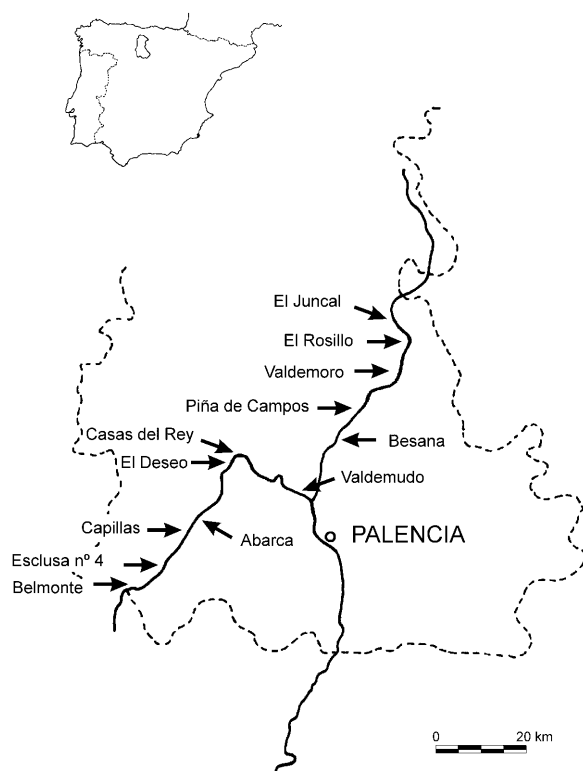 El Juncal
El Rosillo
Valdemoro
Piña de Campos
Casas del Rey
Besana
El Deseo
Valdemudo
Capillas
Abarca
PALENCIA
Esclusa nº 4
Belmonte
0 20 km